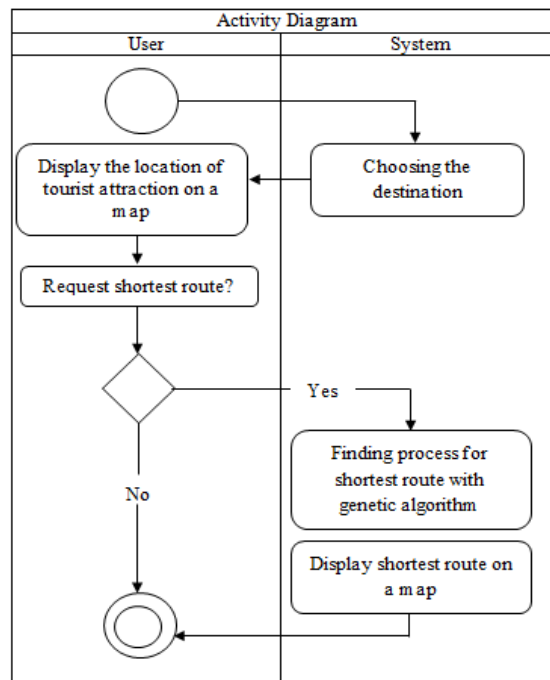 Activity Diagram
User
System
Display the location of
tourist attraction on a
map
Choosing the
destination
Request shortest route?
Yes
Finding process for
shortest route with
genetic algorithm
No
Display shortest route on
a map